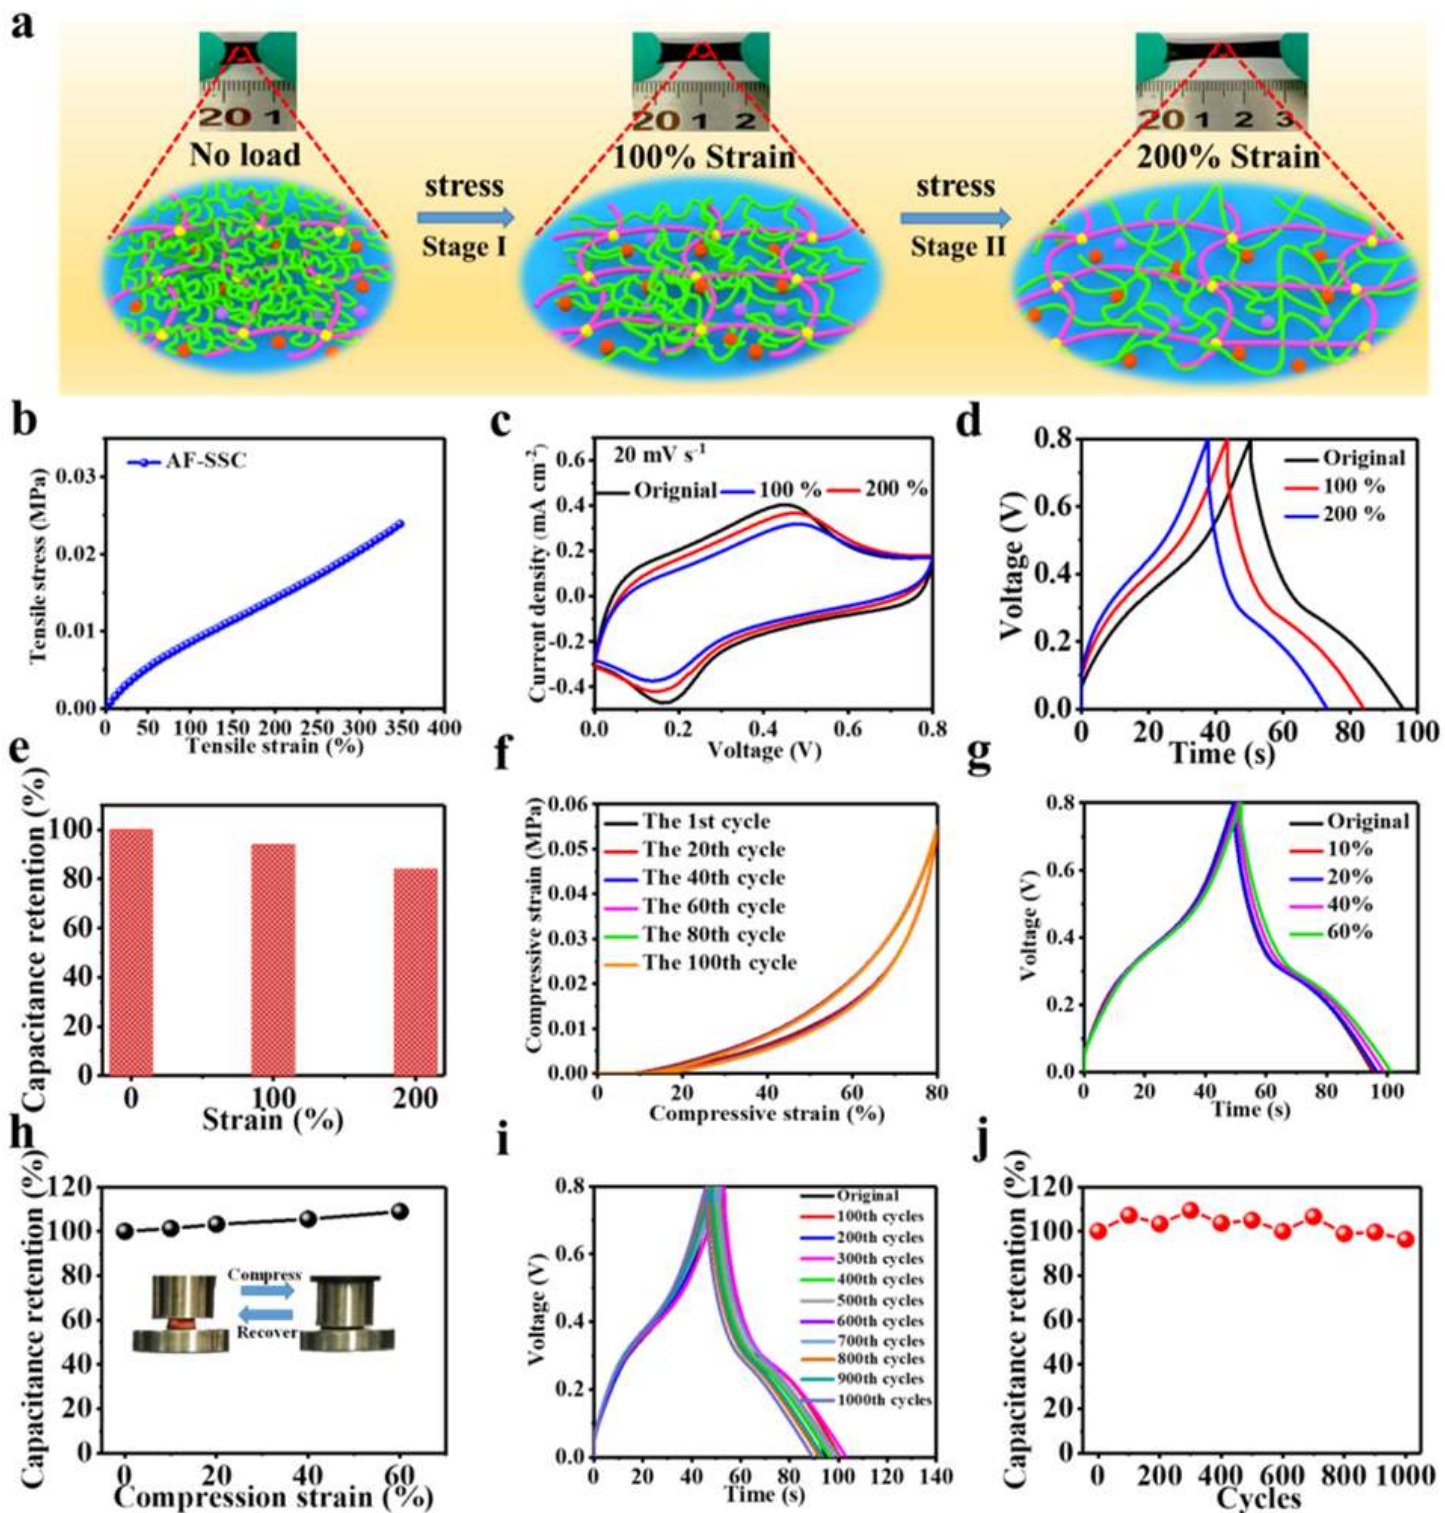 a
20 1
20 1 2
20 1 2 3
No load
100% Strain
200% Strain
stress
Stage I
stress
Stage II
b
AF-SSC
Tensile stress (MPa)
0.03
0.02
0.01
0.00
0 50 100 150 200 250 300 350 400
Tensile strain (%)
c
20 mV s-1
Orignial 100 % 200 %
Current density (mA cm-2)
0.6
0.4
0.2
0.0
-0.2
-0.4
0.0 0.2 0.4 0.6 0.8
Voltage (V)
d
Original
100 %
200 %
Voltage (V)
0.8
0.6
0.4
0.2
0.0
0 20 40 60 80 100
Time (s)
e
Capacitance retention (%)
100
80
60
40
20
0
0 100 200
Strain (%)
f
The 1st cycle
The 20th cycle
The 40th cycle
The 60th cycle
The 80th cycle
The 100th cycle
Compressive strain (MPa)
0.06
0.05
0.04
0.03
0.02
0.01
0.00
0 20 40 60 80
Compressive strain (%)
g
Original
10%
20%
40%
60%
Voltage (V)
0.8
0.6
0.4
0.2
0.0
0 20 40 60 80 100
Time (s)
h
Capacitance retention (%)
120
100
80
60
40
20
0
Compress
Recover
0 20 40 60
Compression strain (%)
i
Original
100th cycles
200th cycles
300th cycles
400th cycles
500th cycles
600th cycles
700th cycles
800th cycles
900th cycles
1000th cycles
Voltage (V)
0.8
0.6
0.4
0.2
0.0
0 20 40 60 80 100 120 140
Time (s)
j
Capacitance retention (%)
120
100
80
60
40
20
0
0 200 400 600 800 1000
Cycles